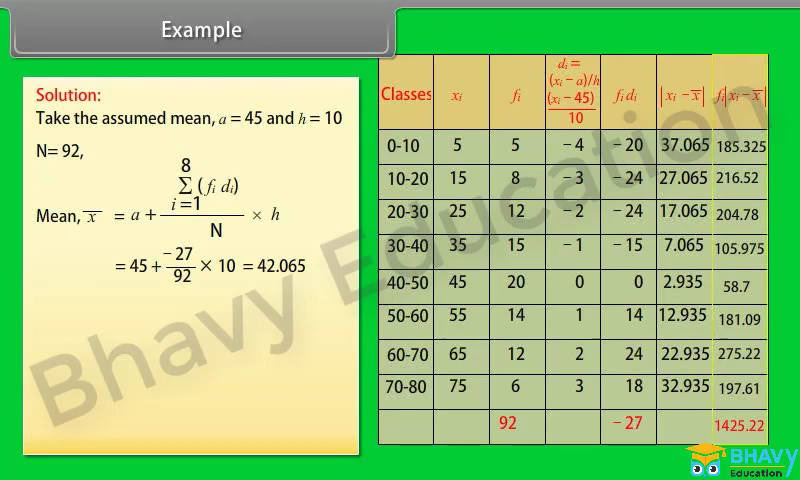 Example
Solution:
Take the assumed mean, a = 45 and h = 10
N= 92,
8
Σ (fᵢ dᵢ)
i =1
Mean, x̅ = a + × h
N
= 45 + − 27 / 92 × 10 = 42.065
Classes xᵢ fᵢ dᵢ = (xᵢ − a)/h (xᵢ − 45) / 10 fᵢ dᵢ |xᵢ − x̅| fᵢ|xᵢ − x̅|
0-10 5 5 − 4 − 20 37.065 185.325
10-20 15 8 − 3 − 24 27.065 216.52
20-30 25 12 − 2 − 24 17.065 204.78
30-40 35 15 − 1 − 15 7.065 105.975
40-50 45 20 0 0 2.935 58.7
50-60 55 14 1 14 12.935 181.09
60-70 65 12 2 24 22.935 275.22
70-80 75 6 3 18 32.935 197.61
92 − 27 1425.22
Bhavy Education
BHAVY
Education